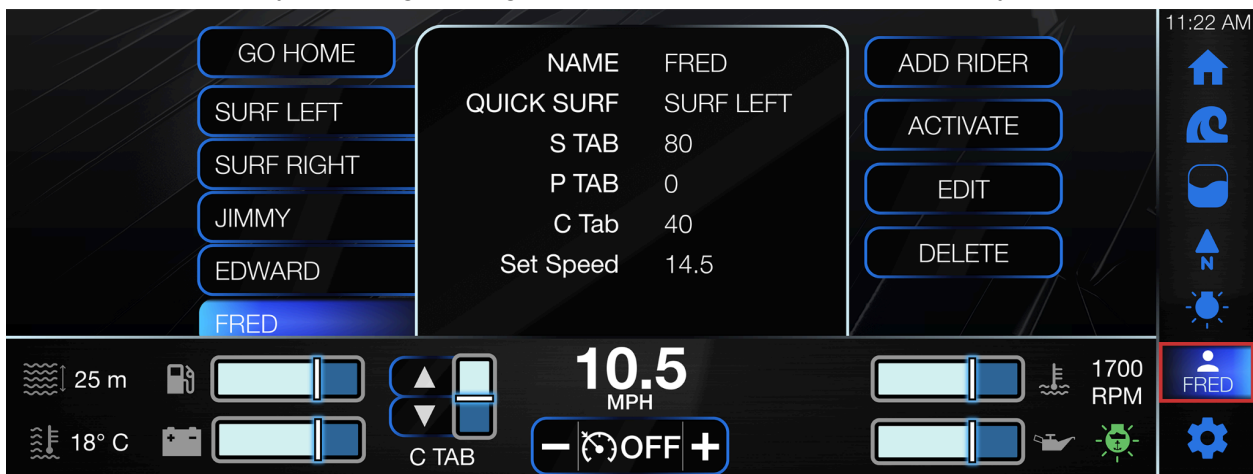 11:22 AM
GO HOME
SURF LEFT
SURF RIGHT
JIMMY
EDWARD
FRED
NAME FRED
QUICK SURF SURF LEFT
S TAB 80
P TAB 0
C Tab 40
Set Speed 14.5
ADD RIDER
ACTIVATE
EDIT
DELETE
N
FRED
25 m
18° C
C TAB
10.5
MPH
OFF
1700
RPM